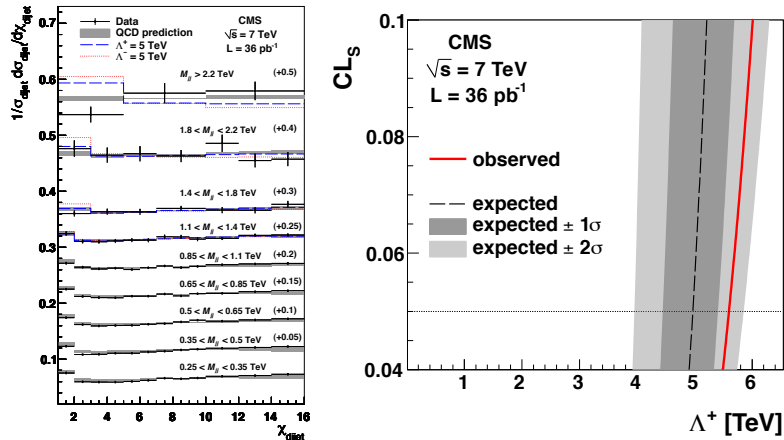 1/σ_dijet dσ_dijet/dχ_dijet
0.7
0.6
0.5
0.4
0.3
0.2
0.1
Data
QCD prediction
Λ⁺ = 5 TeV
Λ⁻ = 5 TeV
CMS
√s = 7 TeV
L = 36 pb⁻¹
M_jj > 2.2 TeV (+0.5)
1.8 < M_jj < 2.2 TeV (+0.4)
1.4 < M_jj < 1.8 TeV (+0.3)
1.1 < M_jj < 1.4 TeV (+0.25)
0.85 < M_jj < 1.1 TeV (+0.2)
0.65 < M_jj < 0.85 TeV (+0.15)
0.5 < M_jj < 0.65 TeV (+0.1)
0.35 < M_jj < 0.5 TeV (+0.05)
0.25 < M_jj < 0.35 TeV
2 4 6 8 10 12 14 16
χ_dijet
CL_S
0.1
0.08
0.06
0.04
CMS
√s = 7 TeV
L = 36 pb⁻¹
observed
expected
expected ± 1σ
expected ± 2σ
1 2 3 4 5 6
Λ⁺ [TeV]